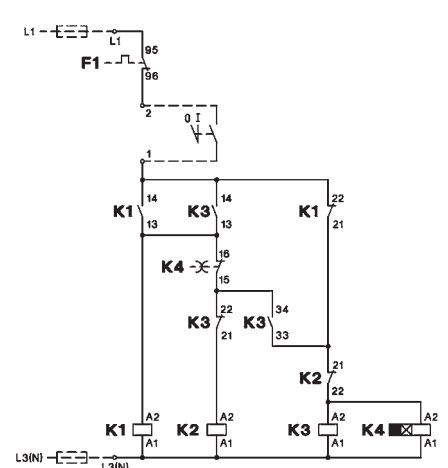 L1
L1
95
F1
96
2
0 I
1
14 14 22
K1 K3 K1
13 13 21
16
K4
15
22 34
K3 K3
21 33
21
K2
22
A2 A2 A2 A2
K1 K2 K3 K4
A1 A1 A1 A1
L3(N)
L3(N)